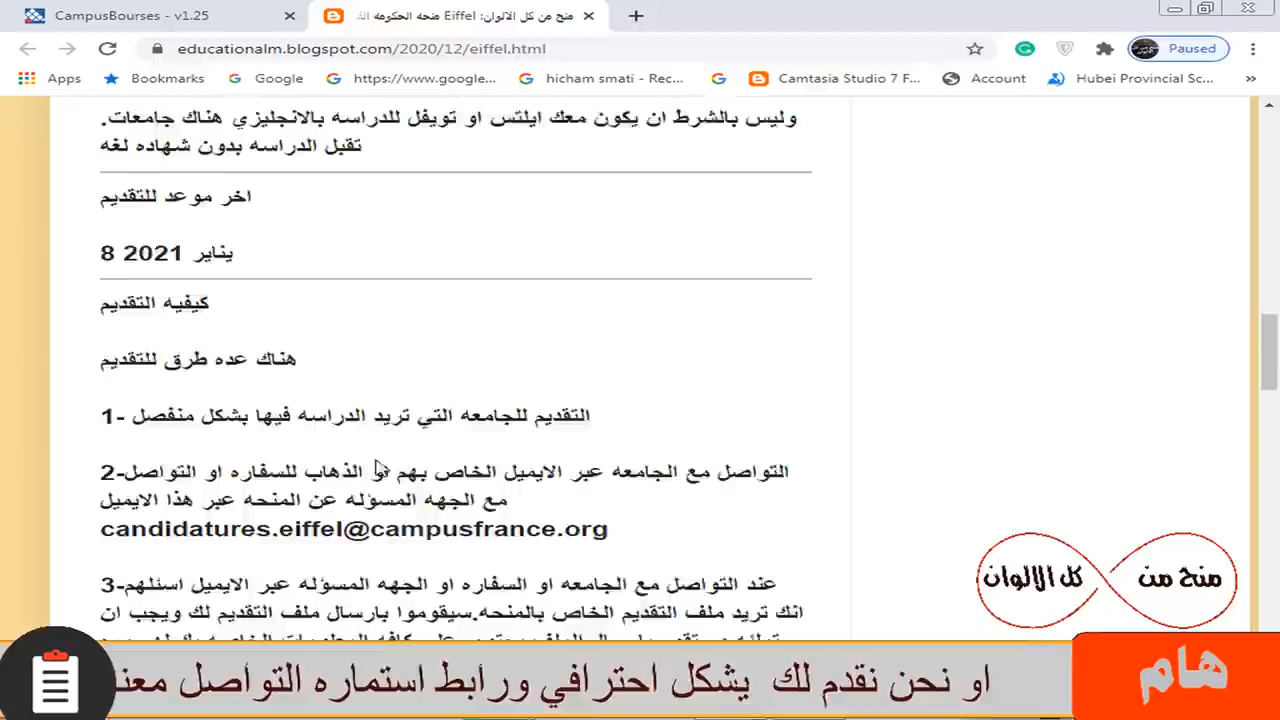 CampusBourses - v1.25
منح من كل الالوان: Eiffel منحه الحكومه
educationalm.blogspot.com/2020/12/eiffel.html
Paused
Apps
Bookmarks
Google
https://www.google...
hicham smati - Rec...
Camtasia Studio 7 F...
Account
Hubei Provincial Sc...
»
وليس بالشرط ان يكون معك ايلتس او تويفل للدراسه بالانجليزي هناك جامعات.
تقبل الدراسه بدون شهاده لغه
اخر موعد للتقديم
8 يناير 2021
كيفيه التقديم
هناك عده طرق للتقديم
1- التقديم للجامعه التي تريد الدراسه فيها بشكل منفصل
2-التواصل مع الجامعه عبر الايميل الخاص بهم او الذهاب للسفاره او التواصل
مع الجهه المسؤله عن المنحه عبر هذا الايميل
candidatures.eiffel@campusfrance.org
3-عند التواصل مع الجامعه او السفاره او الجهه المسؤله عبر الايميل اسئلهم
انك تريد ملف التقديم الخاص بالمنحه.سيقوموا بارسال ملف التقديم لك ويجب ان
منح من كل الالوان
هام
او نحن نقدم لك يشكل احترافي ورابط استماره التواصل